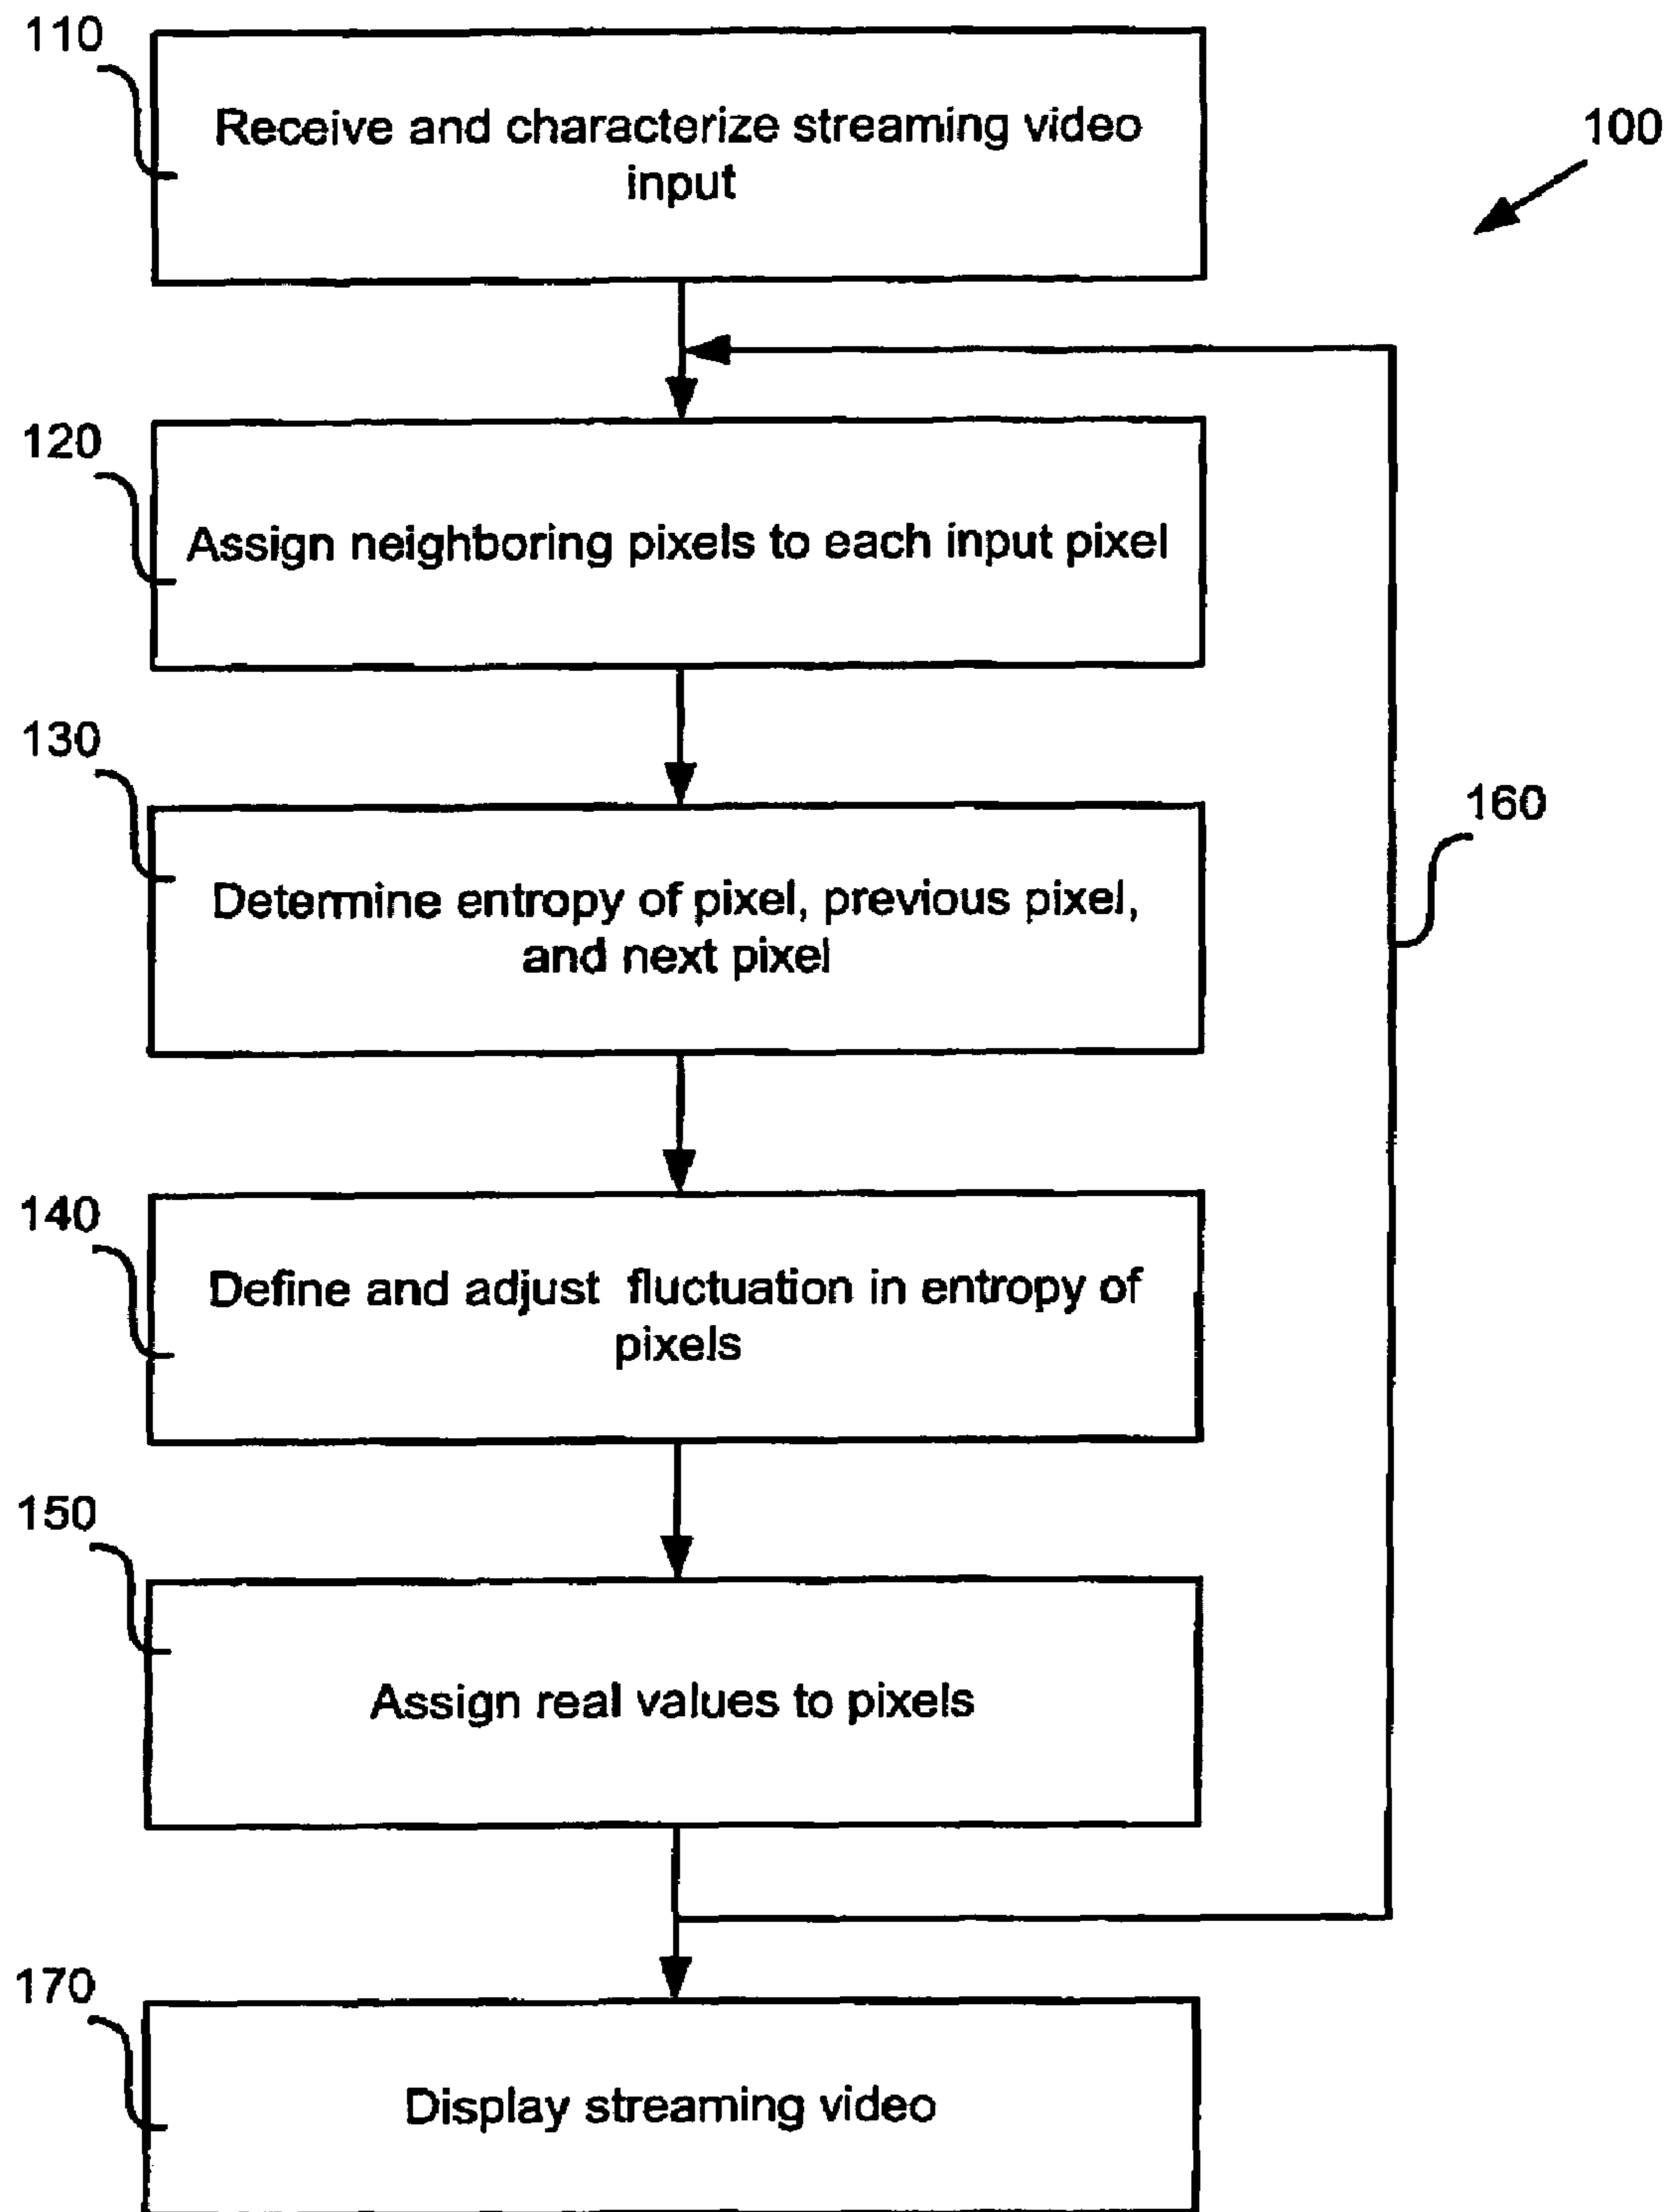 110
Receive and characterize streaming video
input
100
120
Assign neighboring pixels to each input pixel
130
160
Determine entropy of pixel, previous pixel,
and next pixel
140
Define and adjust fluctuation in entropy of
pixels
150
Assign real values to pixels
170
Display streaming video